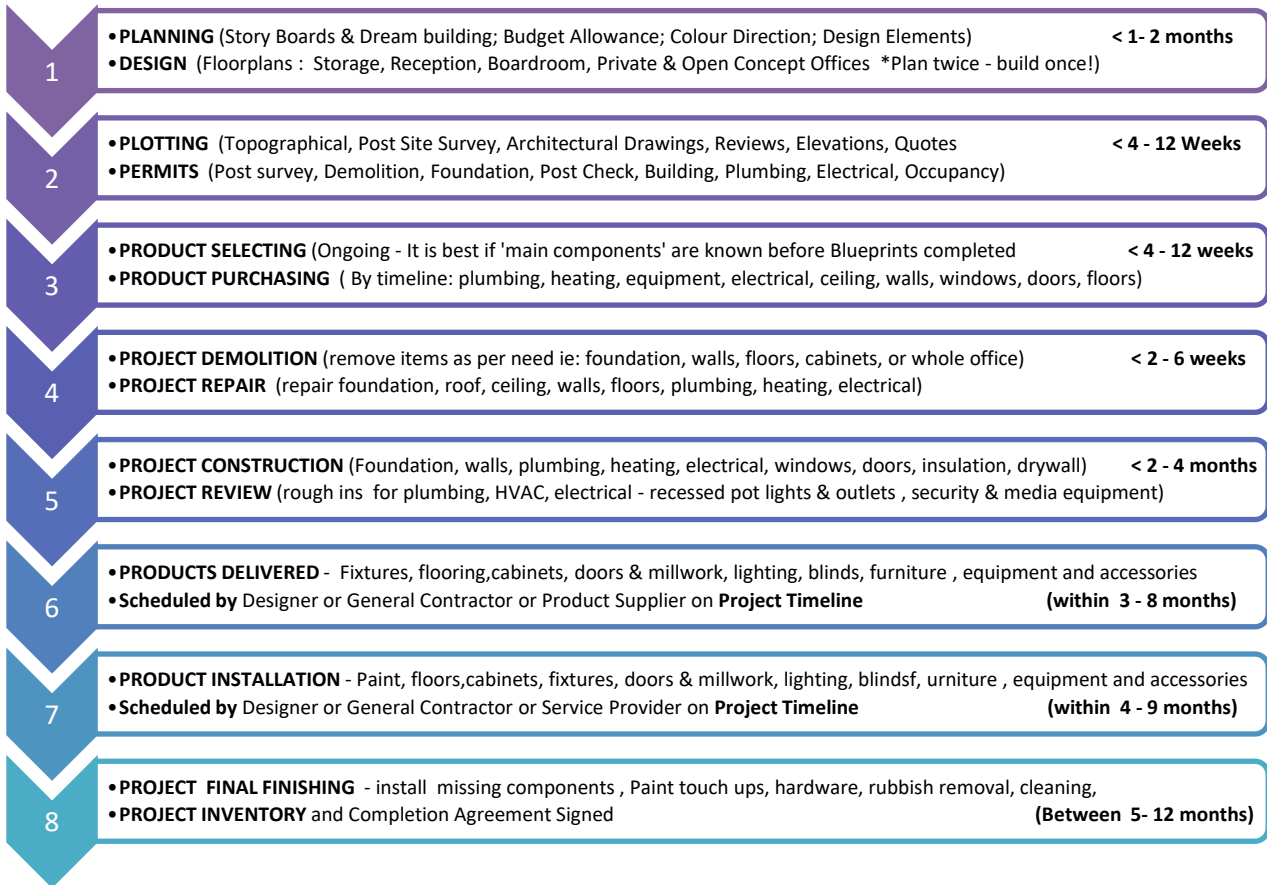 1
•PLANNING (Story Boards & Dream building; Budget Allowance; Colour Direction; Design Elements) < 1- 2 months
•DESIGN (Floorplans : Storage, Reception, Boardroom, Private & Open Concept Offices *Plan twice - build once!)
2
•PLOTTING (Topographical, Post Site Survey, Architectural Drawings, Reviews, Elevations, Quotes < 4 - 12 Weeks
•PERMITS (Post survey, Demolition, Foundation, Post Check, Building, Plumbing, Electrical, Occupancy)
3
•PRODUCT SELECTING (Ongoing - It is best if 'main components' are known before Blueprints completed < 4 - 12 weeks
•PRODUCT PURCHASING ( By timeline: plumbing, heating, equipment, electrical, ceiling, walls, windows, doors, floors)
4
•PROJECT DEMOLITION (remove items as per need ie: foundation, walls, floors, cabinets, or whole office) < 2 - 6 weeks
•PROJECT REPAIR (repair foundation, roof, ceiling, walls, floors, plumbing, heating, electrical)
5
•PROJECT CONSTRUCTION (Foundation, walls, plumbing, heating, electrical, windows, doors, insulation, drywall) < 2 - 4 months
•PROJECT REVIEW (rough ins for plumbing, HVAC, electrical - recessed pot lights & outlets , security & media equipment)
6
•PRODUCTS DELIVERED - Fixtures, flooring,cabinets, doors & millwork, lighting, blinds, furniture , equipment and accessories
•Scheduled by Designer or General Contractor or Product Supplier on Project Timeline (within 3 - 8 months)
7
•PRODUCT INSTALLATION - Paint, floors,cabinets, fixtures, doors & millwork, lighting, blindsf, urniture , equipment and accessories
•Scheduled by Designer or General Contractor or Service Provider on Project Timeline (within 4 - 9 months)
8
•PROJECT FINAL FINISHING - install missing components , Paint touch ups, hardware, rubbish removal, cleaning,
•PROJECT INVENTORY and Completion Agreement Signed (Between 5- 12 months)